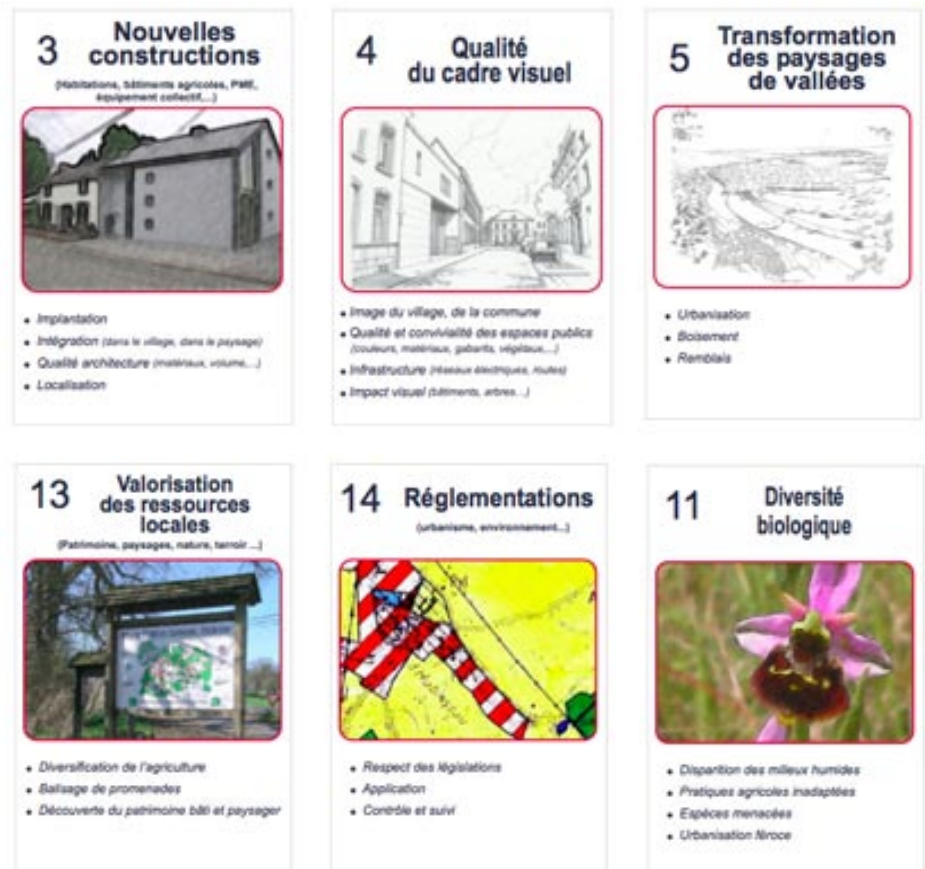 3
Nouvelles
constructions
(Habitations, bâtiments agricoles, PME,
équipement collectif,...)
• Implantation
• Intégration (dans le village, dans le paysage)
• Qualité architecture (matériaux, volume,...)
• Localisation
4
Qualité
du cadre visuel
• Image du village, de la commune
• Qualité et convivialité des espaces publics
(couleurs, matériaux, gabarits, végétaux,...)
• Infrastructure (réseaux électriques, routes)
• Impact visuel (bâtiments, arbres...)
5
Transformation
des paysages
de vallées
• Urbanisation
• Boisement
• Remblais
13
Valorisation
des ressources
locales
(Patrimoine, paysages, nature, terroir ...)
• Diversification de l'agriculture
• Balisage de promenades
• Découverte du patrimoine bâti et paysager
14
Réglementations
(urbanisme, environnement...)
• Respect des législations
• Application
• Contrôle et suivi
11
Diversité
biologique
• Disparition des milieux humides
• Pratiques agricoles inadaptées
• Espèces menacées
• Urbanisation féroce